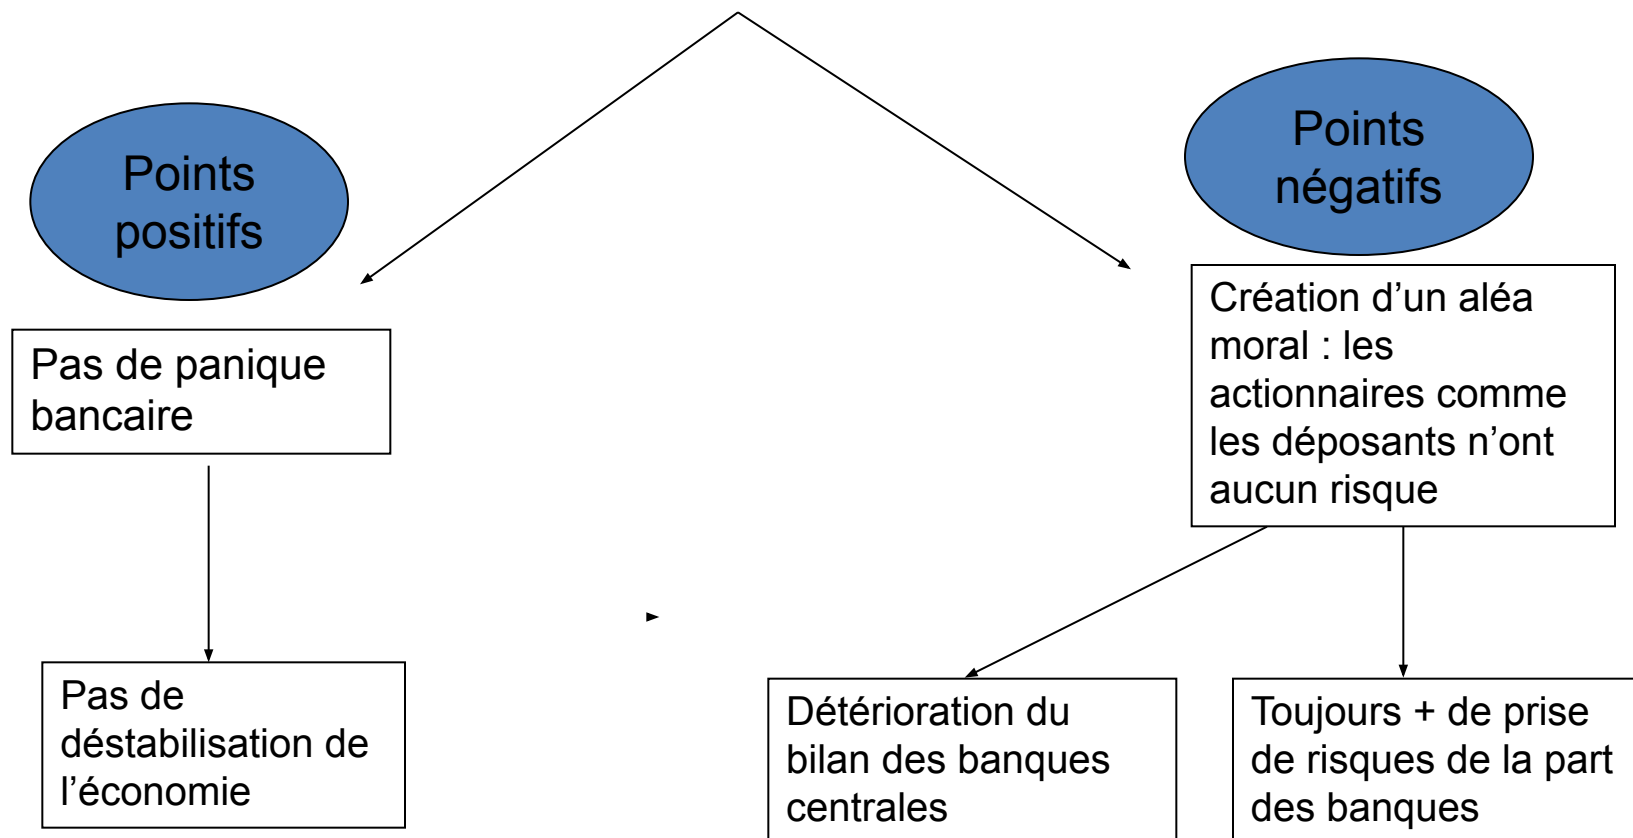 Points
positifs
Pas de panique
bancaire
Pas de
déstabilisation de
l’économie
Points
négatifs
Création d’un aléa
moral : les
actionnaires comme
les déposants n’ont
aucun risque
Détérioration du
bilan des banques
centrales
Toujours + de prise
de risques de la part
des banques